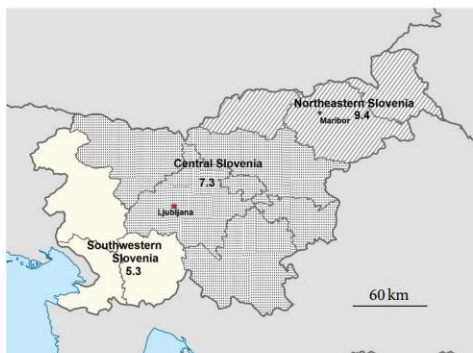 Northeastern Slovenia
9.4
Maribor
Central Slovenia
7.3
Ljubljana
Southwestern
Slovenia
5.3
60 km